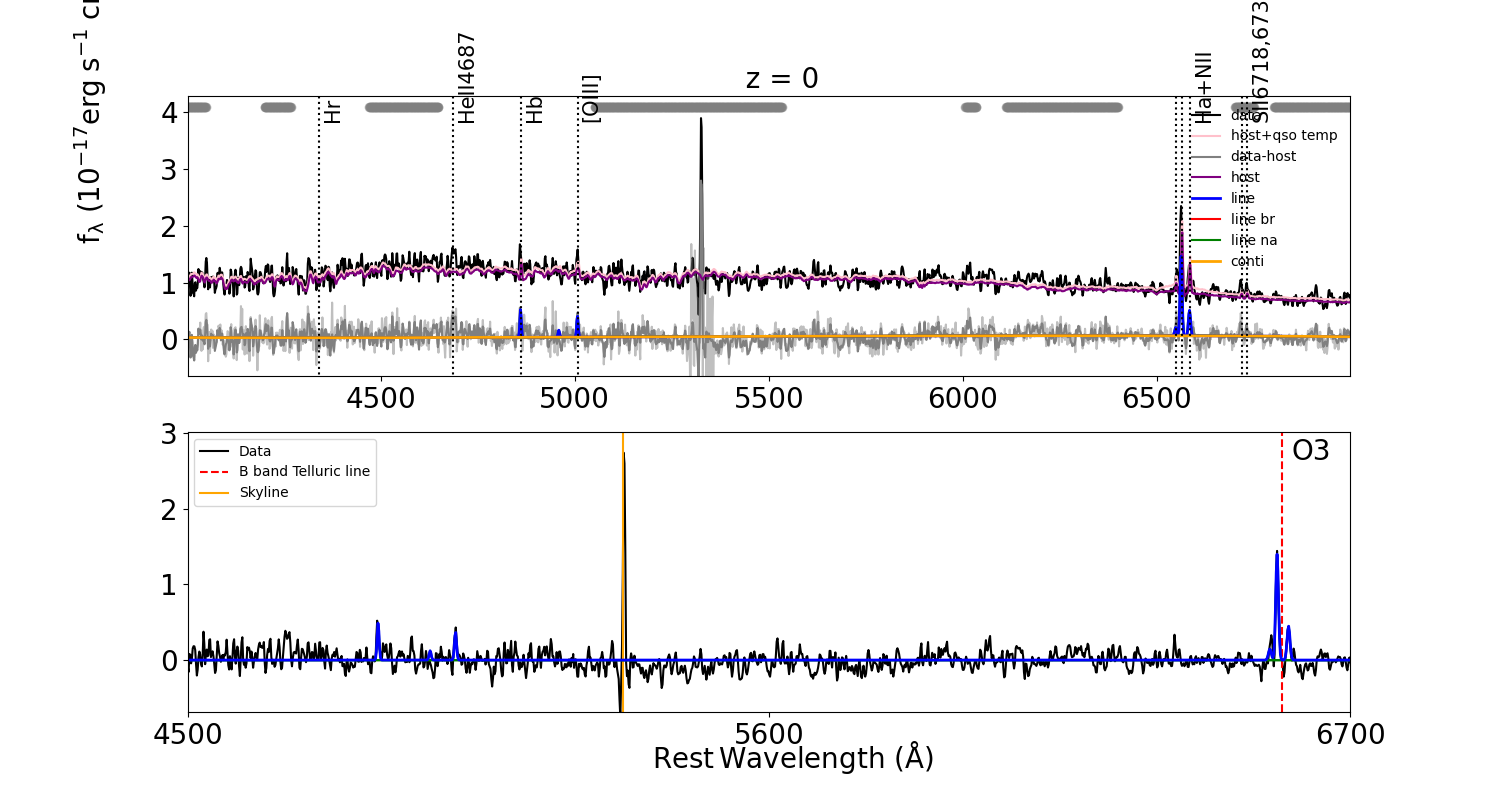 f_λ (10^−17 erg s^−1 c
Hr
HeII4687
Hb
[OIII]
Ha+NII
SII6718,673
z = 0
data
host+qso temp
data-host
host
line
line br
line na
conti
4
3
2
1
0
4500 5000 5500 6000 6500
Data
B band Telluric line
Skyline
O3
3
2
1
0
4500 5600 6700
Rest Wavelength (Å)